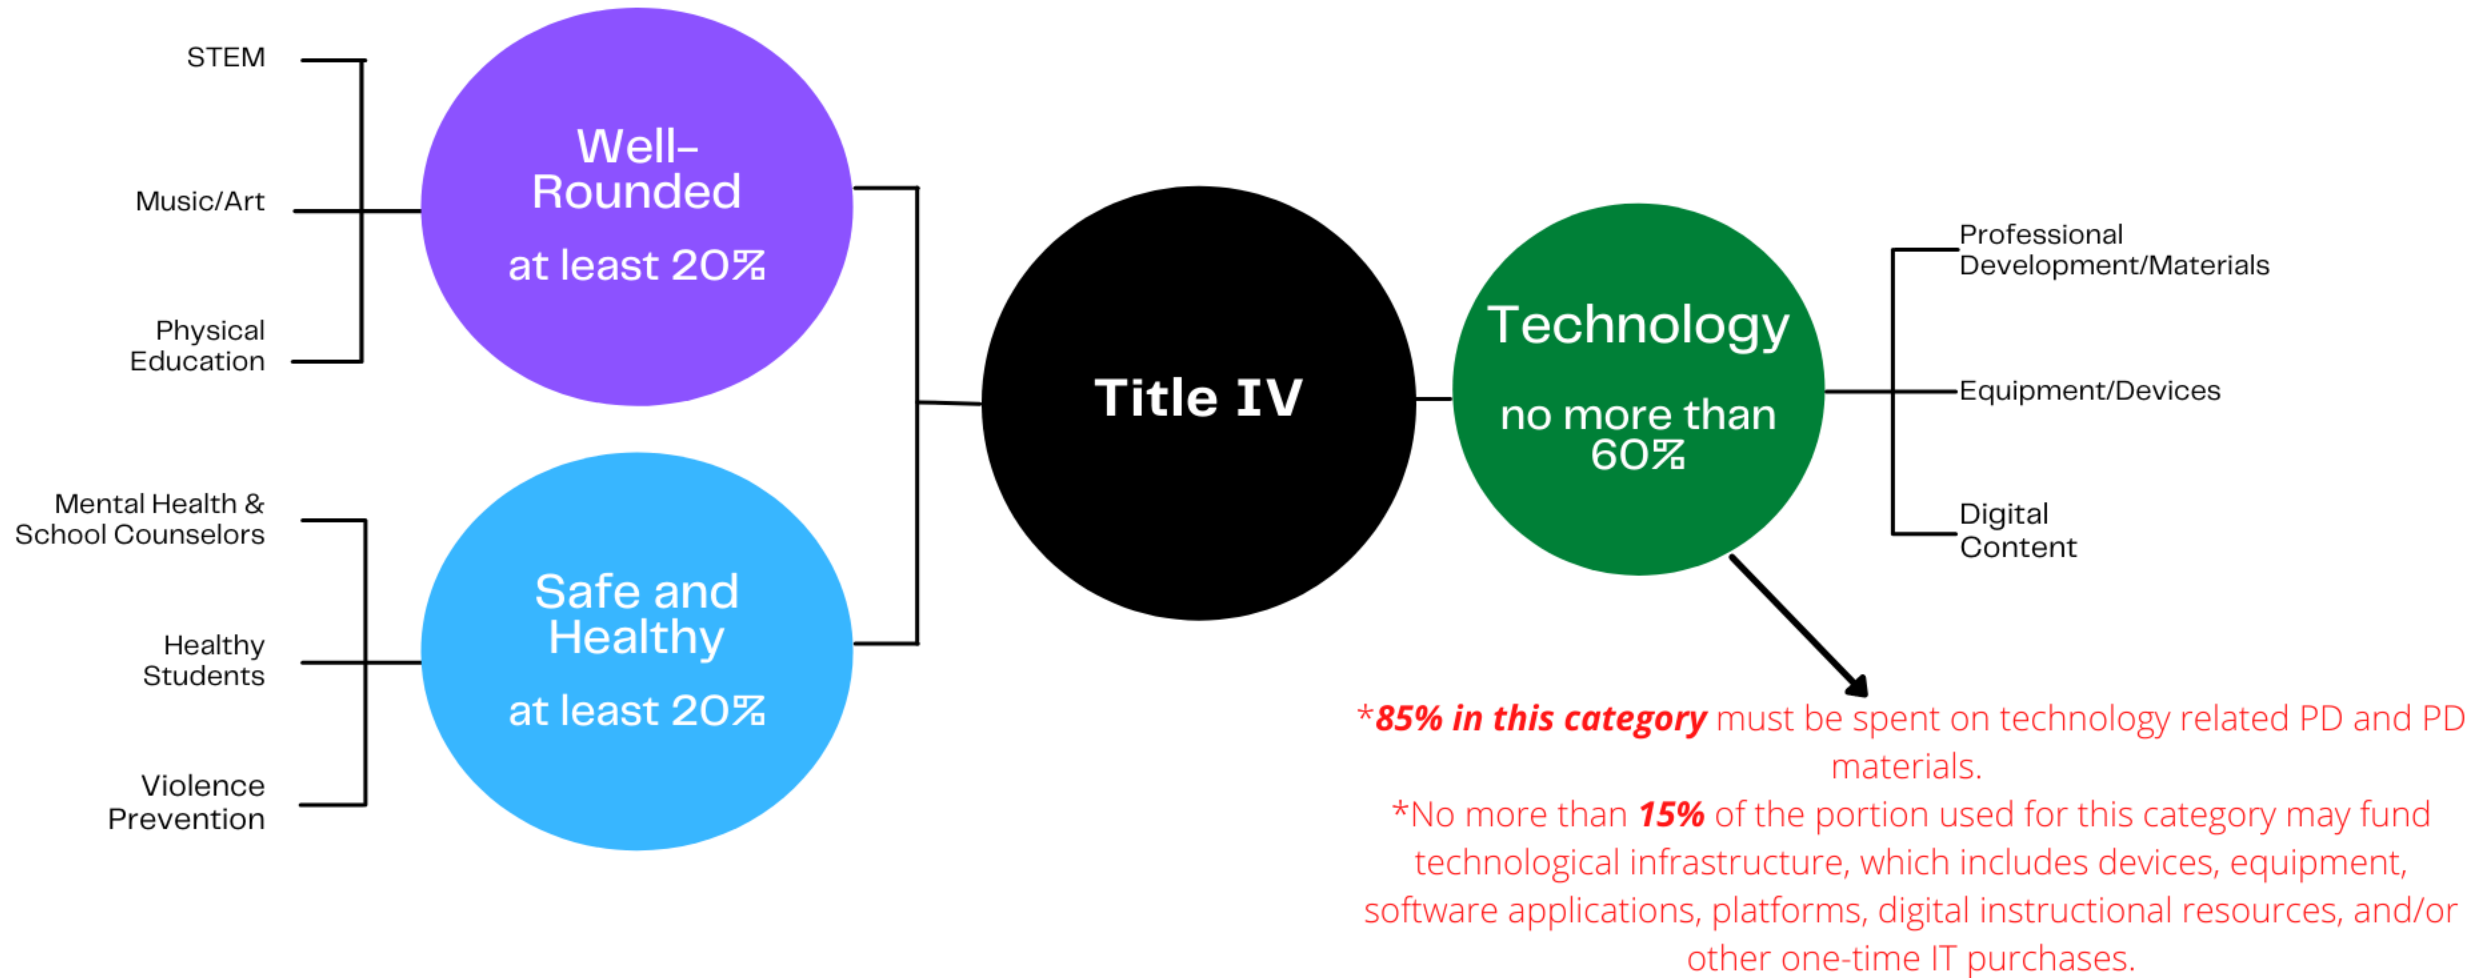 STEM
Music/Art
Physical
Education
Well-
Rounded
at least 20%
Mental Health &
School Counselors
Healthy
Students
Violence
Prevention
Safe and
Healthy
at least 20%
Title IV
Technology
no more than
60%
Professional
Development/Materials
Equipment/Devices
Digital
Content
*85% in this category must be spent on technology related PD and PD
materials.
*No more than 15% of the portion used for this category may fund
technological infrastructure, which includes devices, equipment,
software applications, platforms, digital instructional resources, and/or
other one-time IT purchases.